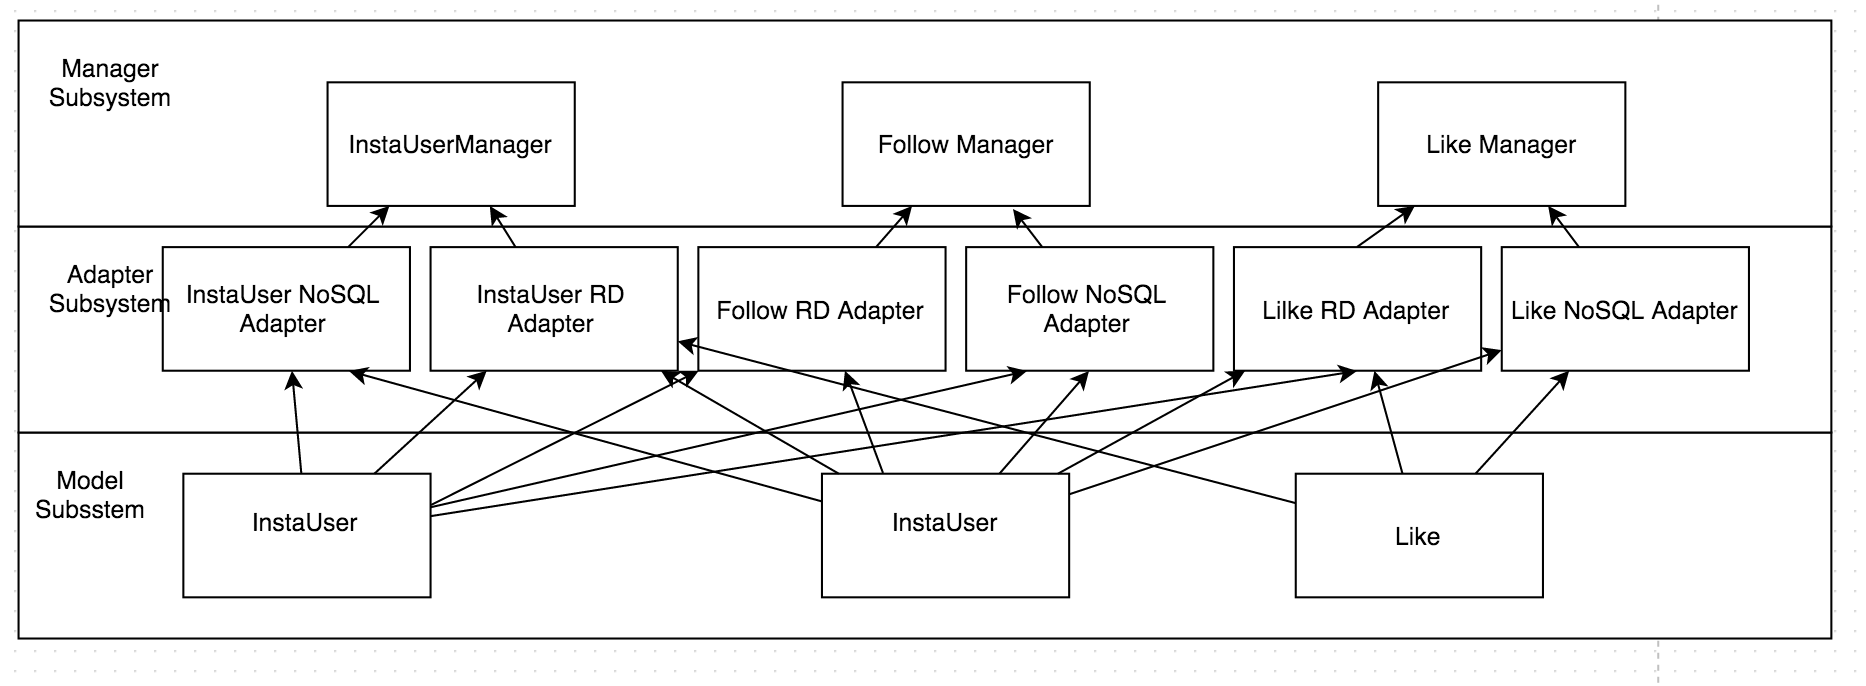 Manager
Subsystem
InstaUserManager
Follow Manager
Like Manager
Adapter
Subsystem
InstaUser NoSQL
Adapter
InstaUser RD
Adapter
Follow RD Adapter
Follow NoSQL
Adapter
Lilke RD Adapter
Like NoSQL Adapter
Model
Subsstem
InstaUser
InstaUser
Like